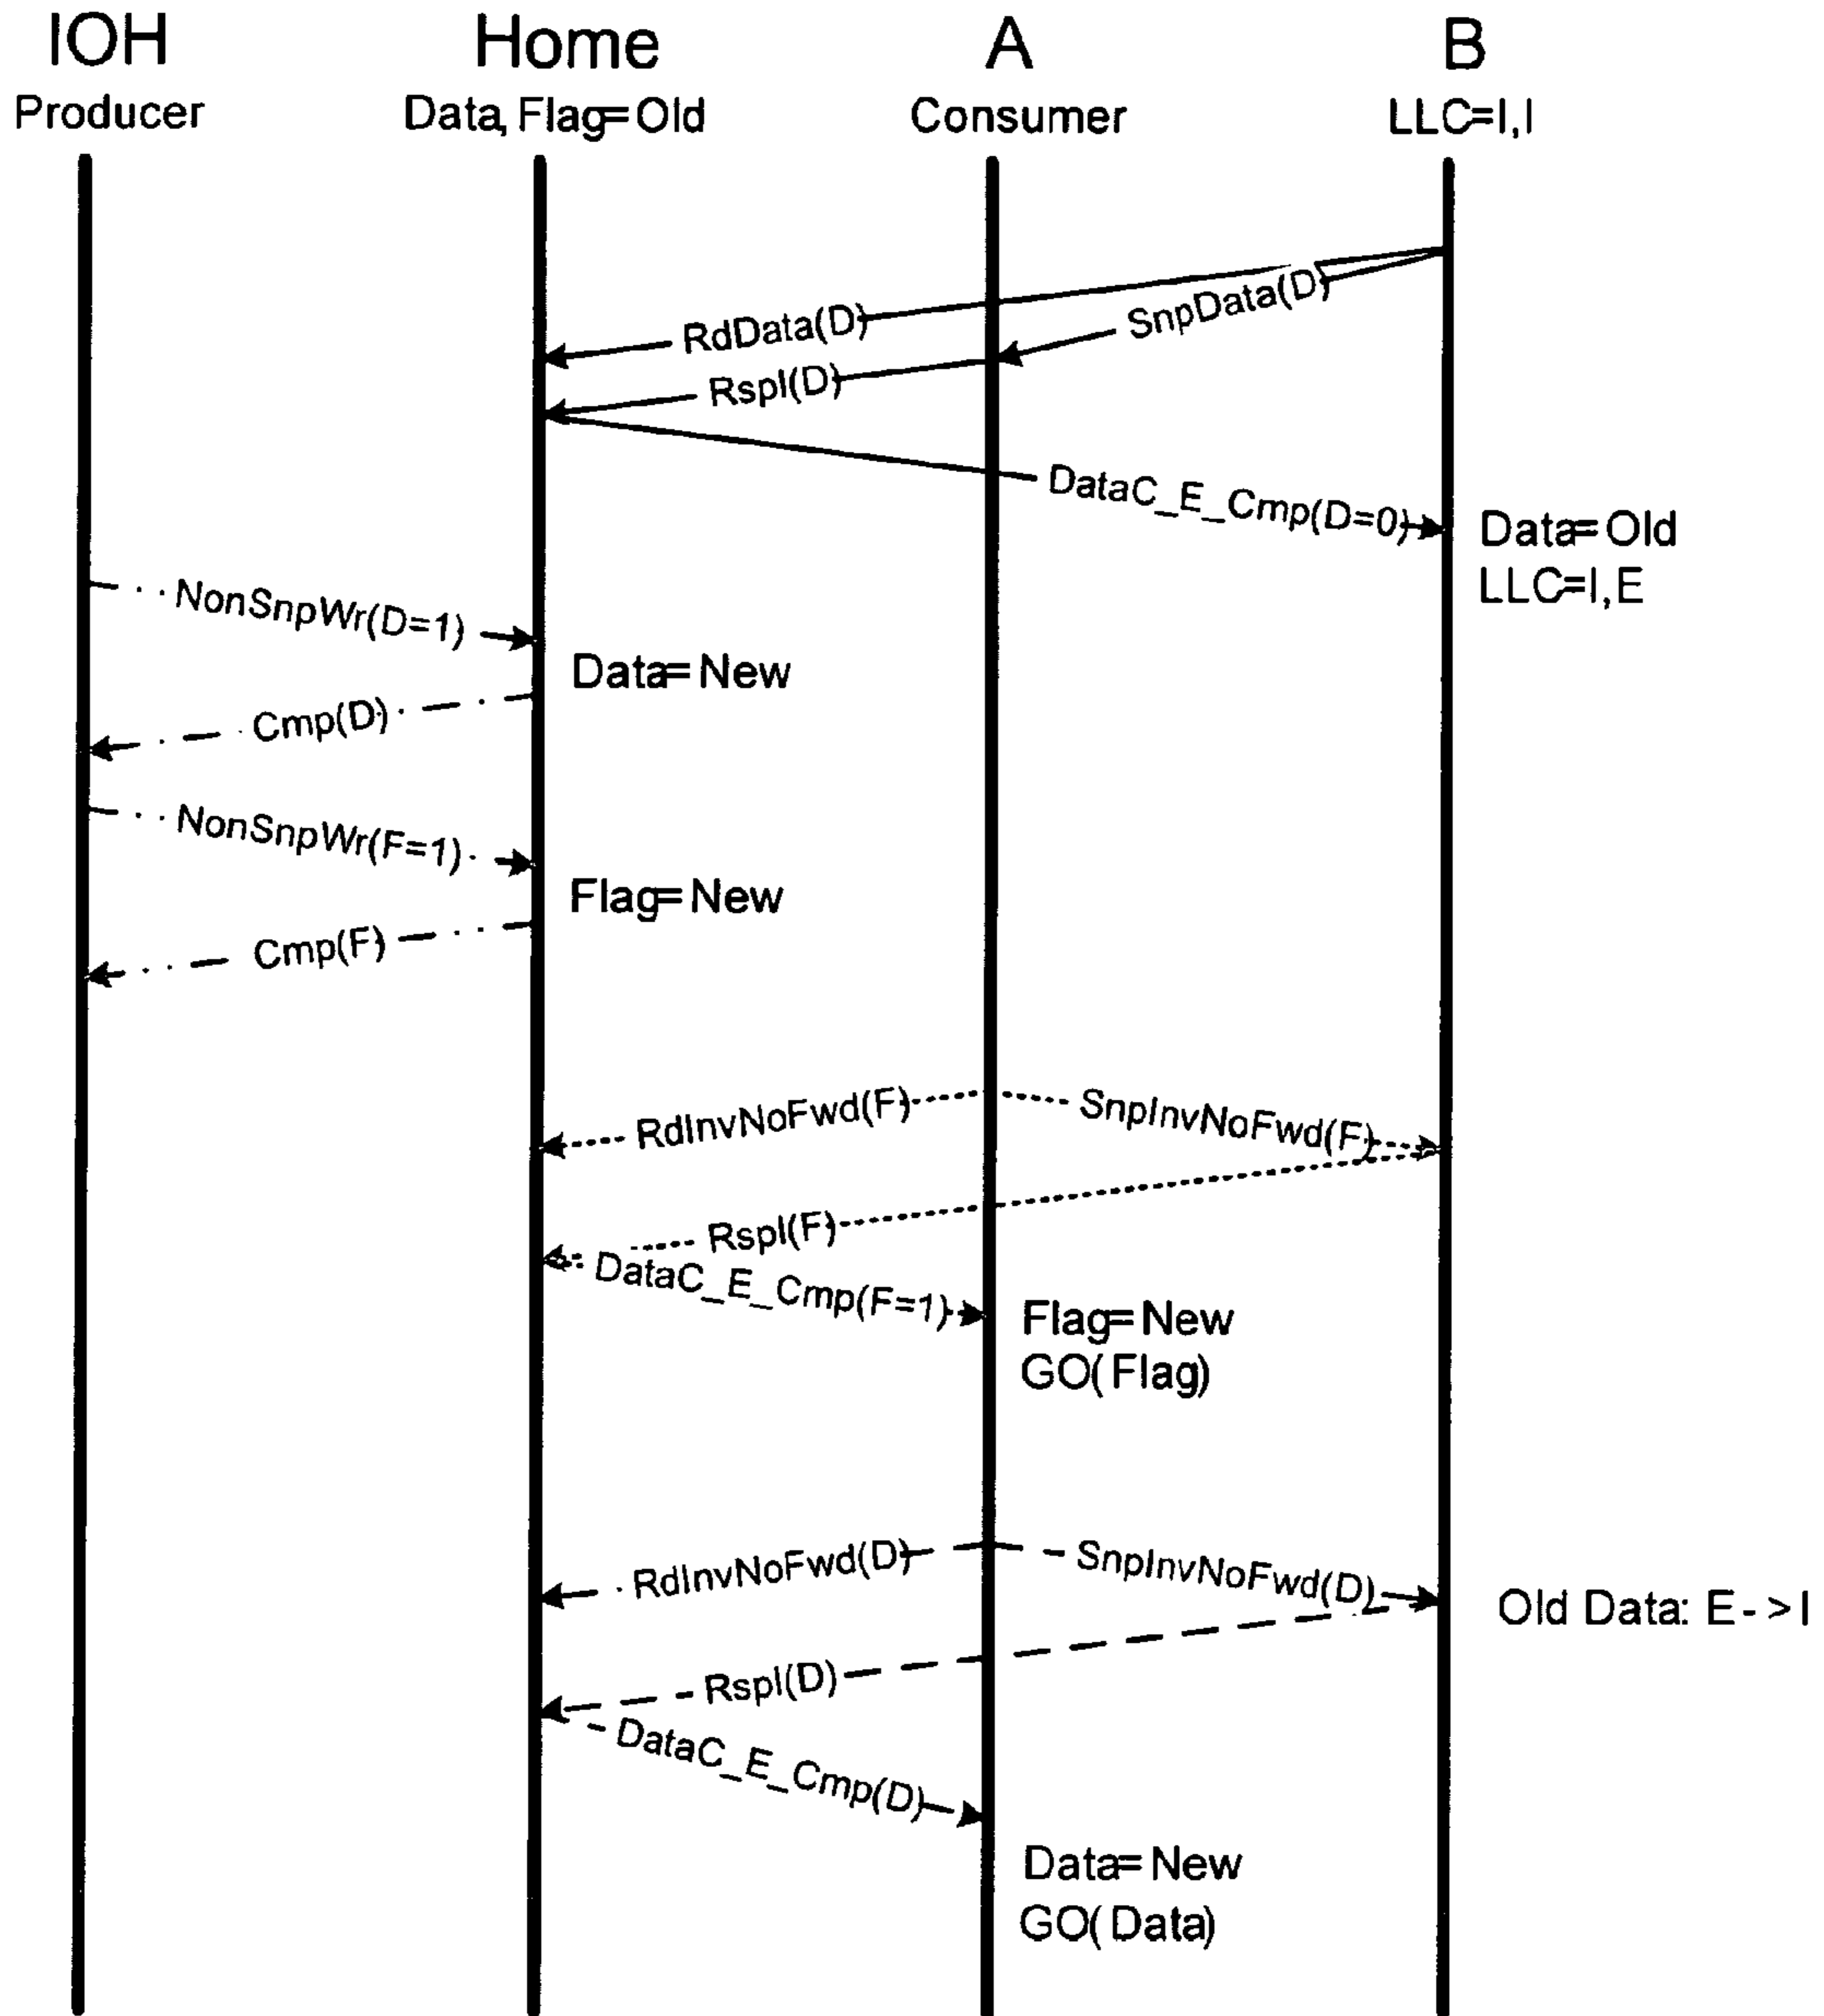 IOH
Producer
Home
Data, Flag=Old
A
Consumer
B
LLC=I,I
RdData(D)
SnpData(D)
RspI(D)
DataC_E_Cmp(D=0)
Data=Old
LLC=I,E
NonSnpWr(D=1)
Data=New
Cmp(D)
NonSnpWr(F=1)
Flag=New
Cmp(F)
RdInvNoFwd(F)
SnpInvNoFwd(F)
RspI(F)
DataC_E_Cmp(F=1)
Flag=New
GO(Flag)
RdInvNoFwd(D)
SnpInvNoFwd(D)
Old Data: E->I
RspI(D)
DataC_E_Cmp(D)
Data=New
GO(Data)